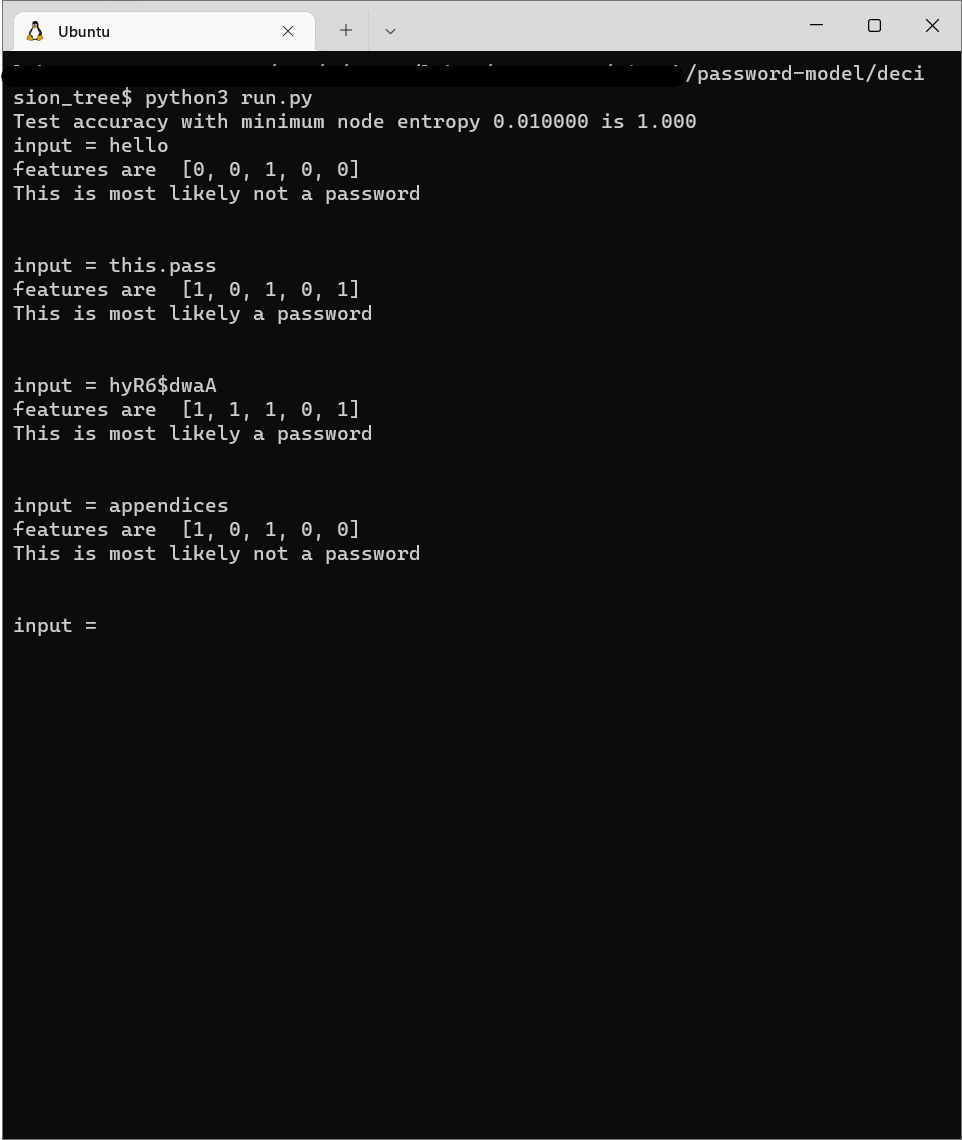 Ubuntu
/password-model/deci
sion_tree$ python3 run.py
Test accuracy with minimum node entropy 0.010000 is 1.000
input = hello
features are  [0, 0, 1, 0, 0]
This is most likely not a password
input = this.pass
features are  [1, 0, 1, 0, 1]
This is most likely a password
input = hyR6$dwaA
features are  [1, 1, 1, 0, 1]
This is most likely a password
input = appendices
features are  [1, 0, 1, 0, 0]
This is most likely not a password
input =